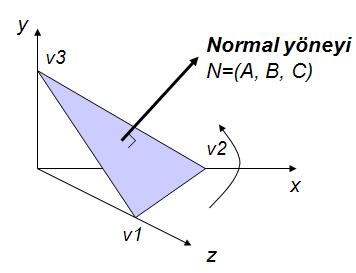 y
v3
Normal yöneyi
N=(A, B, C)
v2
x
v1
z